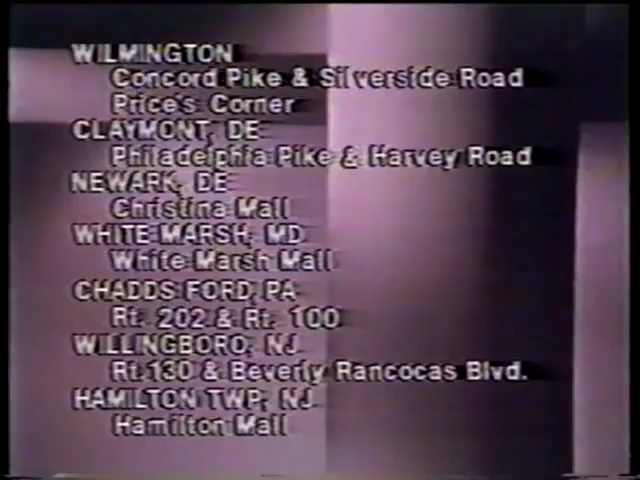 WILMINGTON
Concord Pike & Silverside Road
Price's Corner
CLAYMONT, DE
Philadelphia Pike & Harvey Road
NEWARK, DE
Christina Mall
WHITE MARSH, MD
White Marsh Mall
CHADDS FORD, PA
Rt. 202 & Rt. 100
WILLINGBORO, NJ
Rt.130 & Beverly Rancocas Blvd.
HAMILTON TWP, NJ
Hamilton Mall